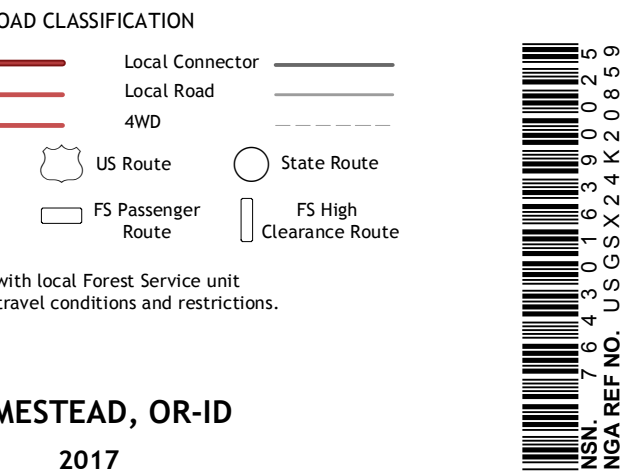 OAD CLASSIFICATION
Local Connector
Local Road
4WD
US Route
State Route
FS Passenger
Route
FS High
Clearance Route
with local Forest Service unit
travel conditions and restrictions.
MESTEAD, OR-ID
2017
NSN. 7643016390025
NGA REF NO. USGSX24K20859